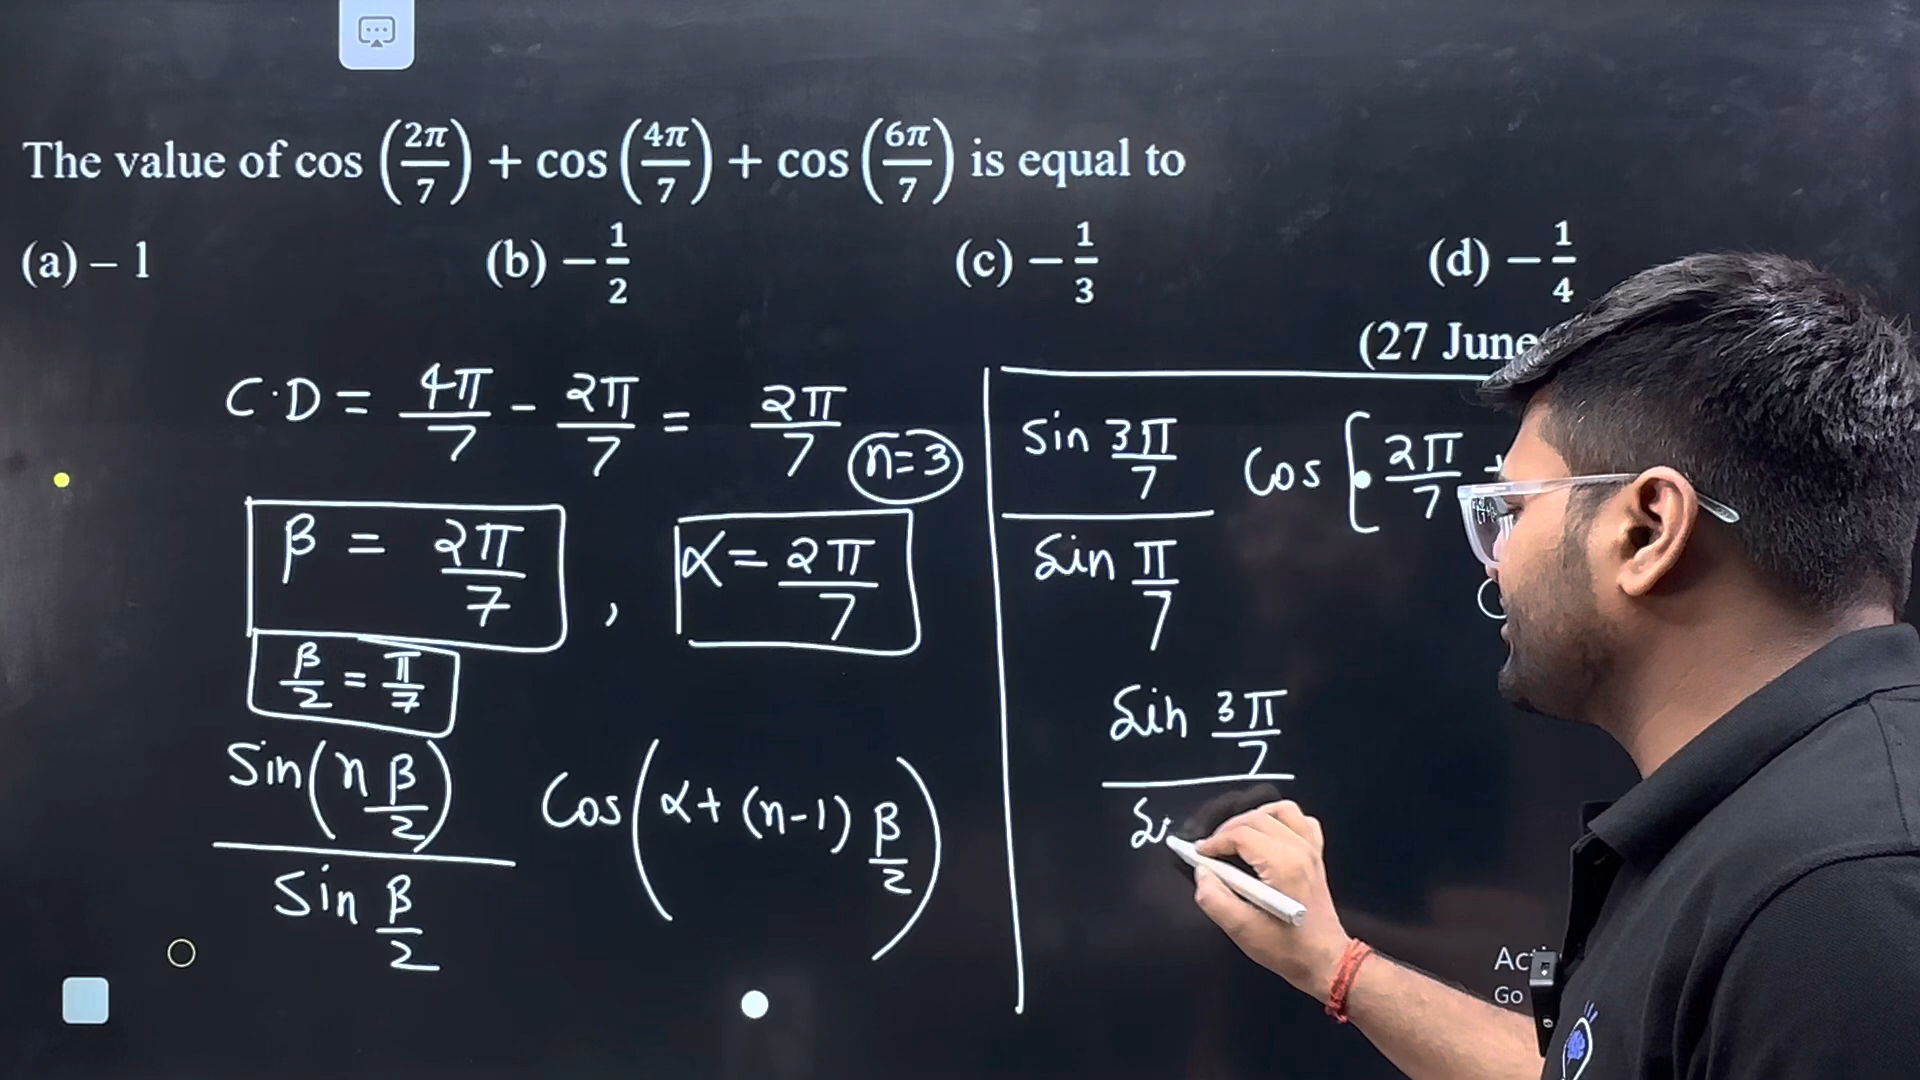 The value of cos (2π/7) + cos (4π/7) + cos (6π/7) is equal to
(a) – 1 (b) −1/2 (c) −1/3 (d) −1/4
(27 June
C·D = 4π/7 - 2π/7 = 2π/7
n=3
β = 2π/7 , α = 2π/7
β/2 = π/7
Sin(n β/2) / Sin β/2 Cos(α + (n-1) β/2)
Sin 3π/7 / Sin π/7 Cos [2π/7 +
Sin 3π/7
Si
Go